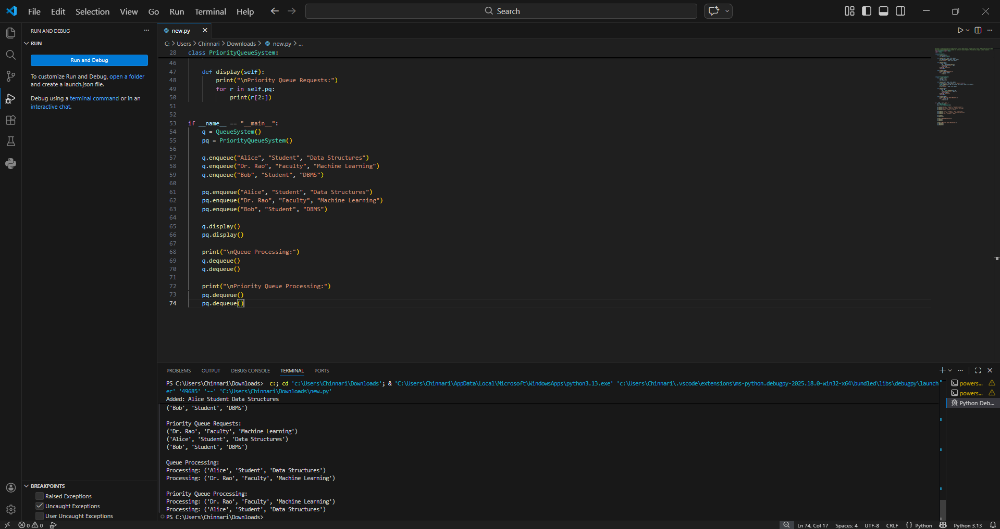 File Edit Selection View Go Run Terminal Help
Search
RUN AND DEBUG
RUN
Run and Debug
To customize Run and Debug, open a folder
and create a launch.json file.
Debug using a terminal command or in an
interactive chat.
new.py
C: > Users > Chinnari > Downloads > new.py > ...
28 class PriorityQueueSystem:
46
47 def display(self):
48 print("\nPriority Queue Requests:")
49 for r in self.pq:
50 print(r[2:])
51
52
53 if __name__ == "__main__":
54 q = QueueSystem()
55 pq = PriorityQueueSystem()
56
57 q.enqueue("Alice", "Student", "Data Structures")
58 q.enqueue("Dr. Rao", "Faculty", "Machine Learning")
59 q.enqueue("Bob", "Student", "DBMS")
60
61 pq.enqueue("Alice", "Student", "Data Structures")
62 pq.enqueue("Dr. Rao", "Faculty", "Machine Learning")
63 pq.enqueue("Bob", "Student", "DBMS")
64
65 q.display()
66 pq.display()
67
68 print("\nQueue Processing:")
69 q.dequeue()
70 q.dequeue()
71
72 print("\nPriority Queue Processing:")
73 pq.dequeue()
74 pq.dequeue()
PROBLEMS OUTPUT DEBUG CONSOLE TERMINAL PORTS
PS C:\Users\Chinnari\Downloads> c:; cd 'c:\Users\Chinnari\Downloads'; & 'C:\Users\Chinnari\AppData\Local\Microsoft\WindowsApps\python3.13.exe' 'c:\Users\Chinnari\.vscode\extensions\ms-python.debugpy-2025.18.0-win32-x64\bundled\libs\debugpy\launch
er' '49685' '--' 'C:\Users\Chinnari\Downloads\new.py'
Added: Alice Student Data Structures
('Bob', 'Student', 'DBMS')
Priority Queue Requests:
('Dr. Rao', 'Faculty', 'Machine Learning')
('Alice', 'Student', 'Data Structures')
('Bob', 'Student', 'DBMS')
Queue Processing:
Processing: ('Alice', 'Student', 'Data Structures')
Processing: ('Dr. Rao', 'Faculty', 'Machine Learning')
Priority Queue Processing:
Processing: ('Dr. Rao', 'Faculty', 'Machine Learning')
Processing: ('Alice', 'Student', 'Data Structures')
PS C:\Users\Chinnari\Downloads>
powers...
powers...
Python Deb...
BREAKPOINTS
Raised Exceptions
Uncaught Exceptions
User Uncaught Exceptions
0 0
Ln 74, Col 17 Spaces: 4 UTF-8 CRLF { } Python Python 3.13